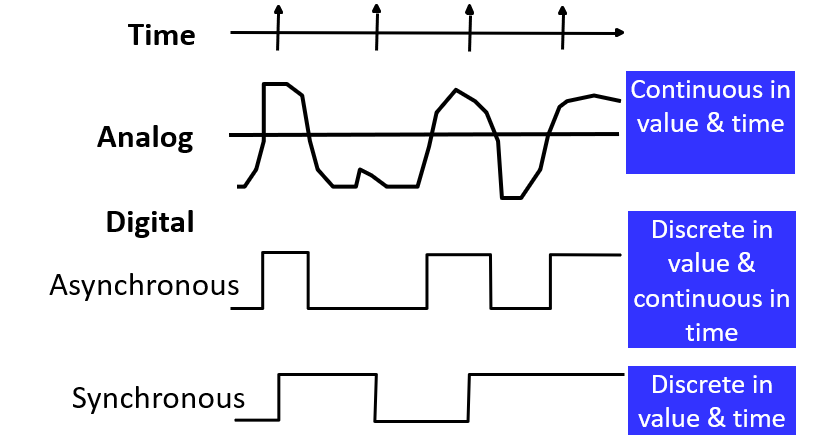 Time
Analog
Continuous in
value & time
Digital
Asynchronous
Discrete in
value &
continuous in
time
Synchronous
Discrete in
value & time